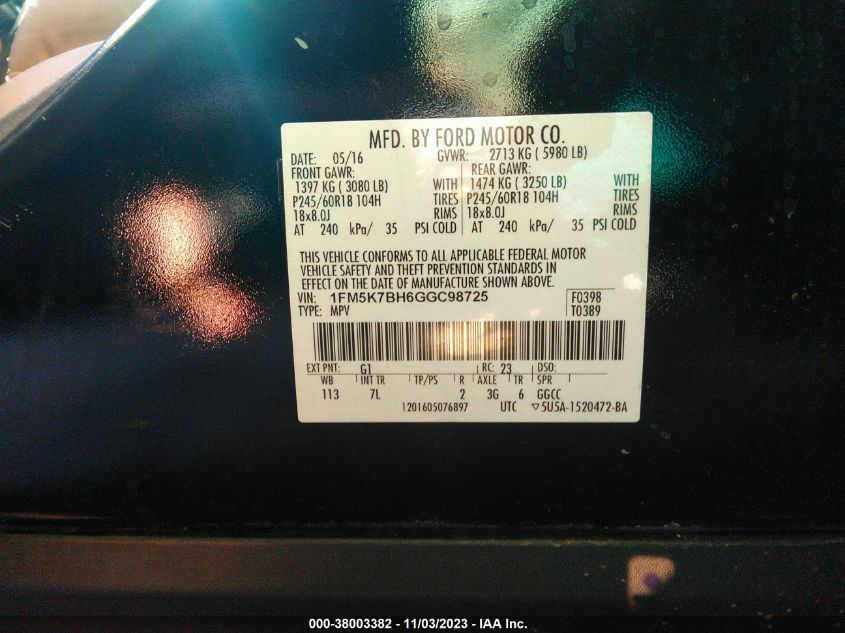 MFD. BY FORD MOTOR CO.
DATE: 05/16 GVWR: 2713 KG ( 5980 LB)
FRONT GAWR: REAR GAWR:
1397 KG ( 3080 LB) WITH 1474 KG ( 3250 LB) WITH
P245/60R18 104H TIRES P245/60R18 104H TIRES
18x8.0J RIMS 18x8.0J RIMS
AT 240 kPa/ 35 PSI COLD AT 240 kPa/ 35 PSI COLD
THIS VEHICLE CONFORMS TO ALL APPLICABLE FEDERAL MOTOR
VEHICLE SAFETY AND THEFT PREVENTION STANDARDS IN
EFFECT ON THE DATE OF MANUFACTURE SHOWN ABOVE.
VIN: 1FM5K7BH6GGC98725 F0398
TYPE: MPV T0389
EXT PNT: G1 RC: 23 DSO:
WB INT TR TP/PS R AXLE TR SPR
113 7L 2 3G 6 GGCC
1201605076897 UTC ▽5U5A-1520472-BA
000-38003382 - 11/03/2023 - IAA Inc.